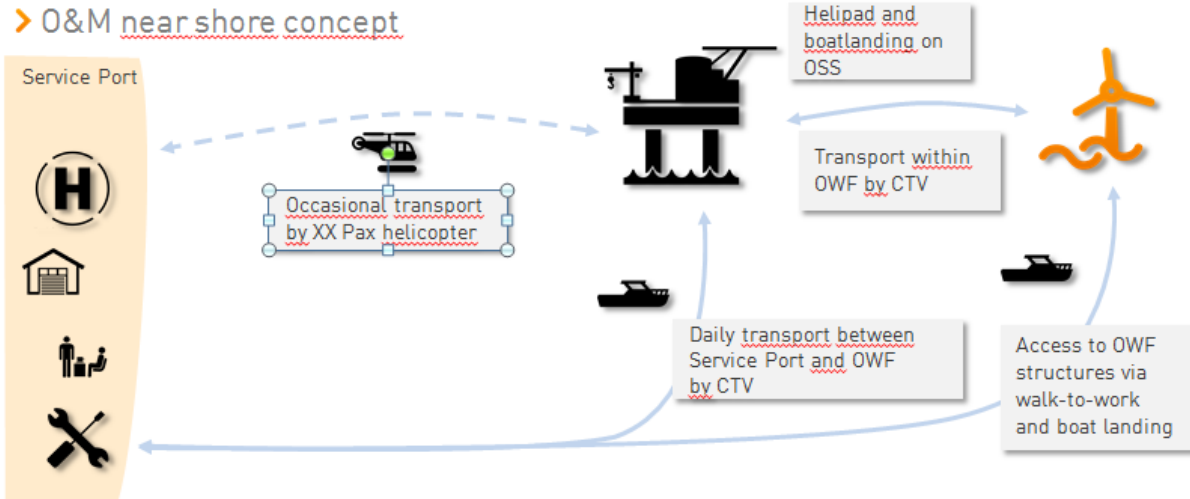 O&M near shore concept
Service Port
H
Helipad and
boatlanding on
OSS
Occasional transport
by XX Pax helicopter
Transport within
OWF by CTV
Daily transport between
Service Port and OWF
by CTV
Access to OWF
structures via
walk-to-work
and boat landing